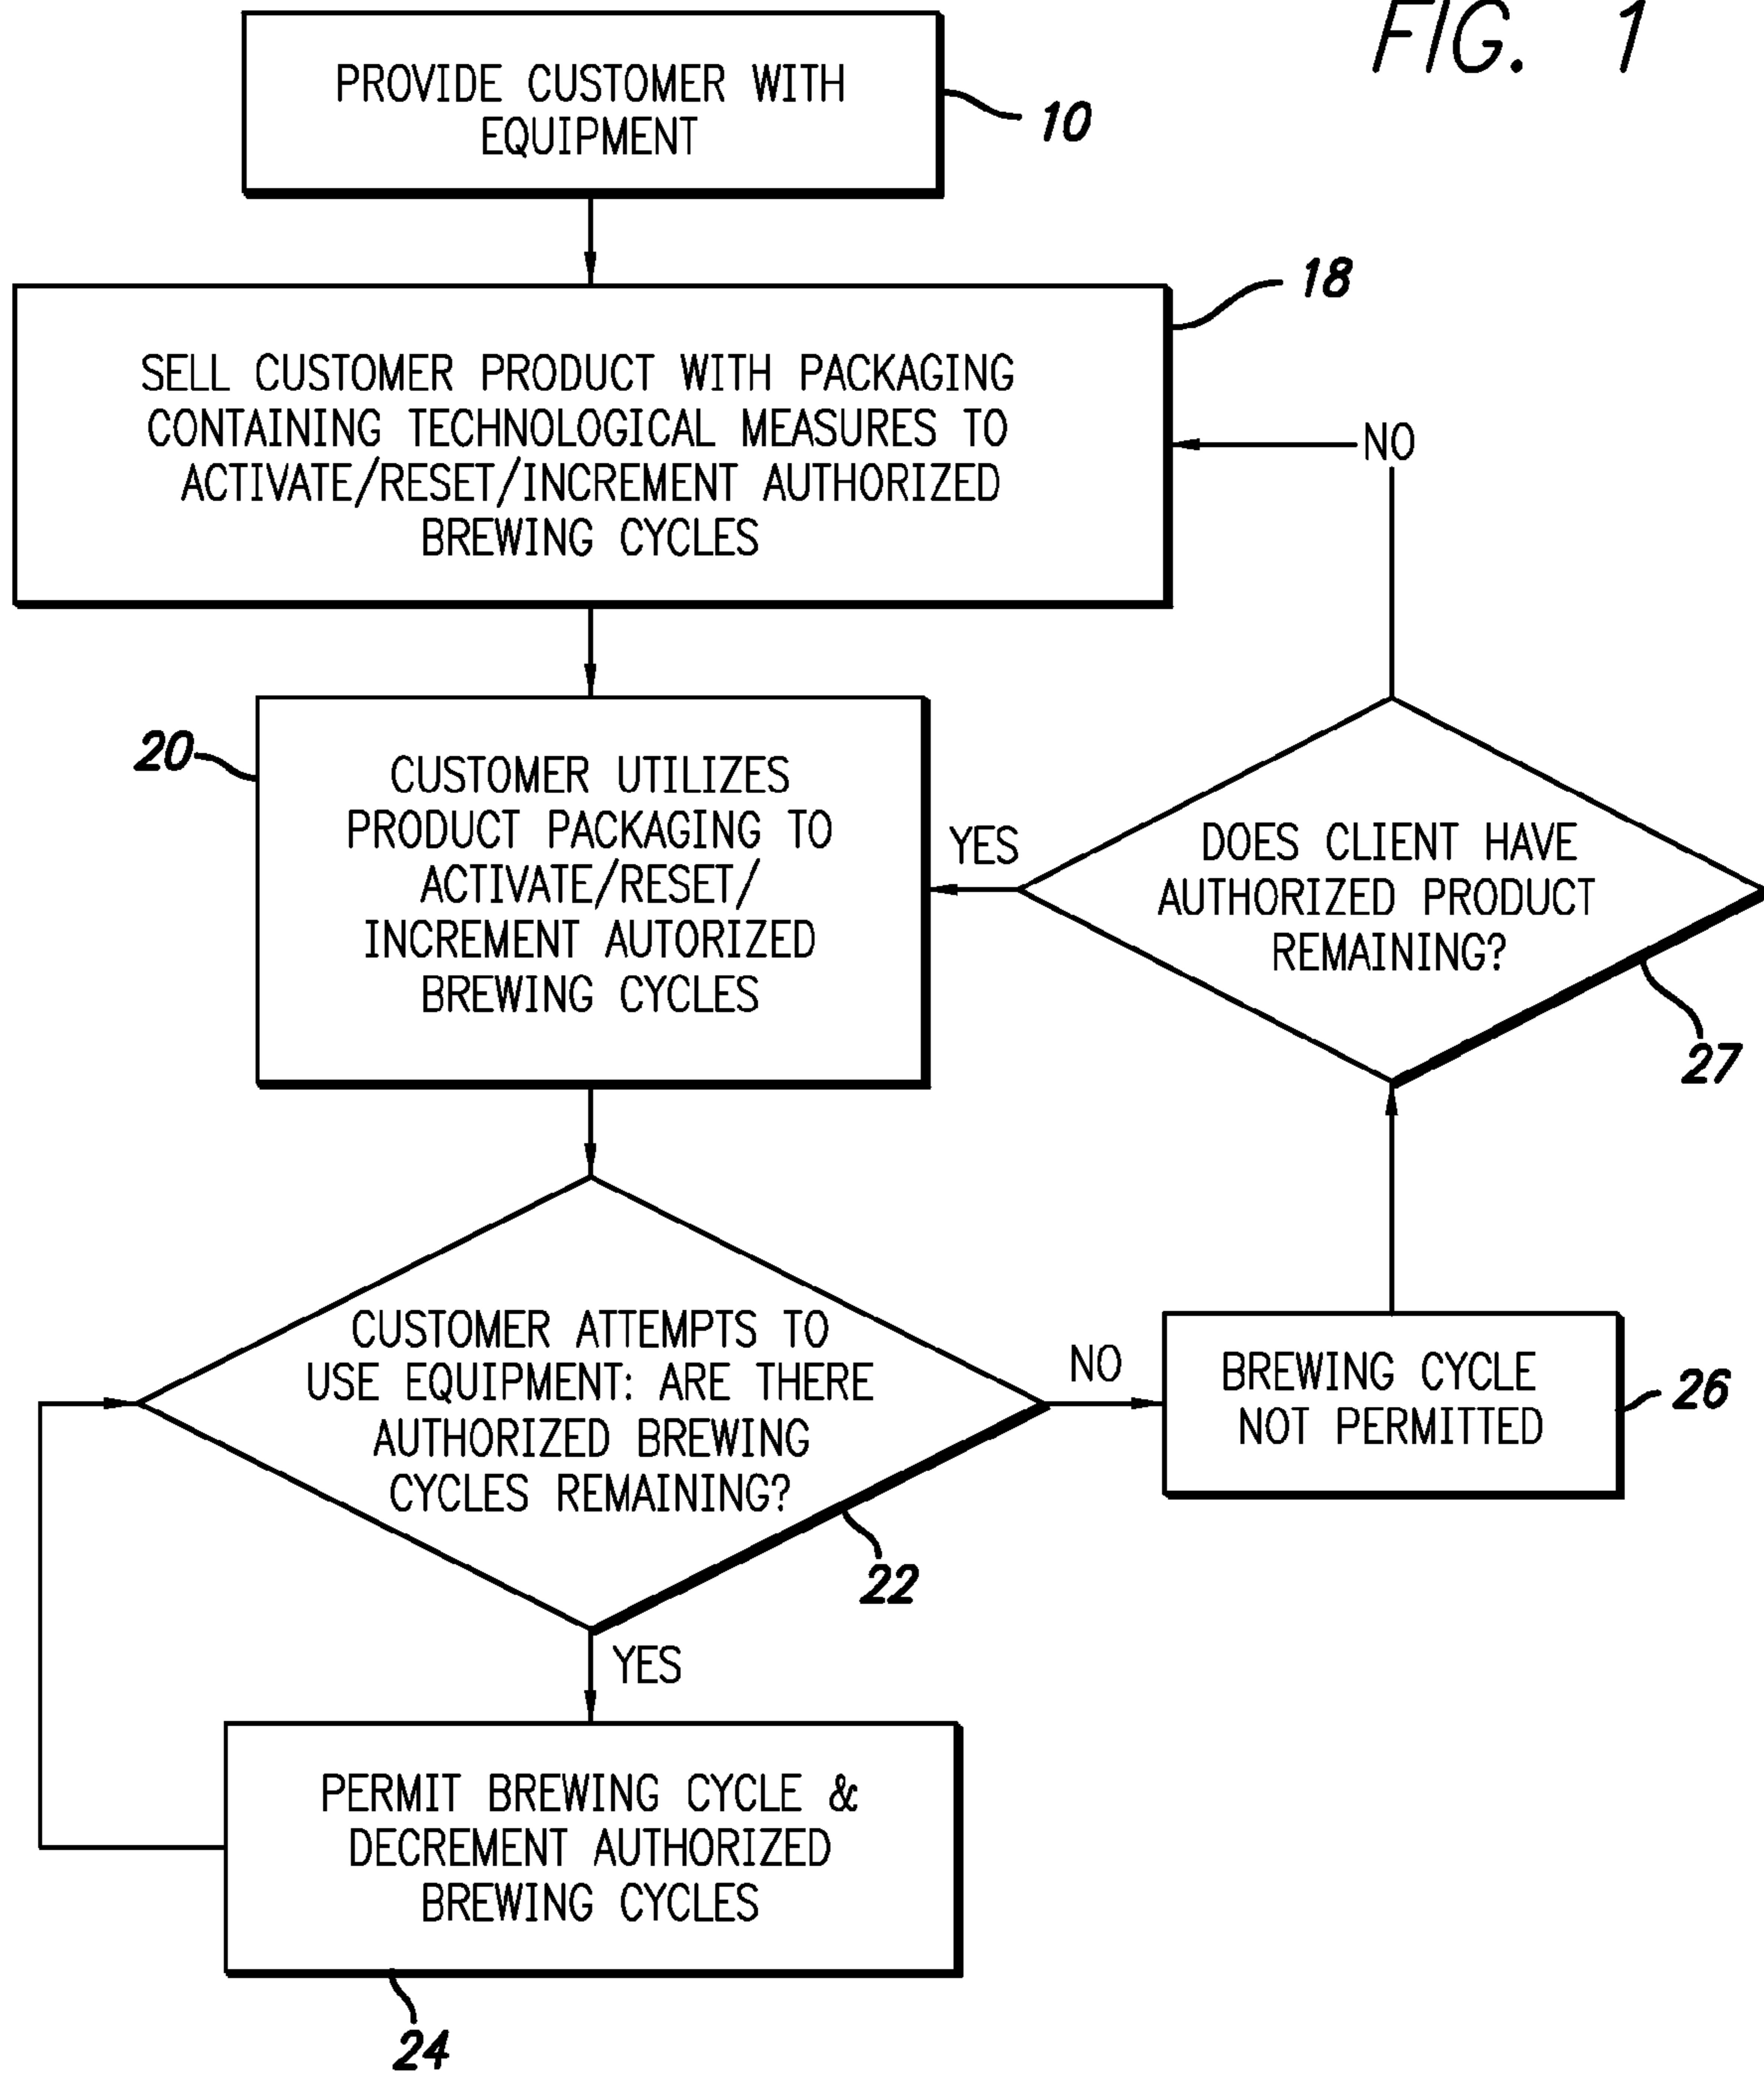 FIG. 1
PROVIDE CUSTOMER WITH
EQUIPMENT
10
18
SELL CUSTOMER PRODUCT WITH PACKAGING
CONTAINING TECHNOLOGICAL MEASURES TO
ACTIVATE/RESET/INCREMENT AUTHORIZED
BREWING CYCLES
NO
20
CUSTOMER UTILIZES
PRODUCT PACKAGING TO
ACTIVATE/RESET/
INCREMENT AUTORIZED
BREWING CYCLES
YES
DOES CLIENT HAVE
AUTHORIZED PRODUCT
REMAINING?
27
CUSTOMER ATTEMPTS TO
USE EQUIPMENT: ARE THERE
AUTHORIZED BREWING
CYCLES REMAINING?
22
NO
BREWING CYCLE
NOT PERMITTED
26
YES
PERMIT BREWING CYCLE &
DECREMENT AUTHORIZED
BREWING CYCLES
24